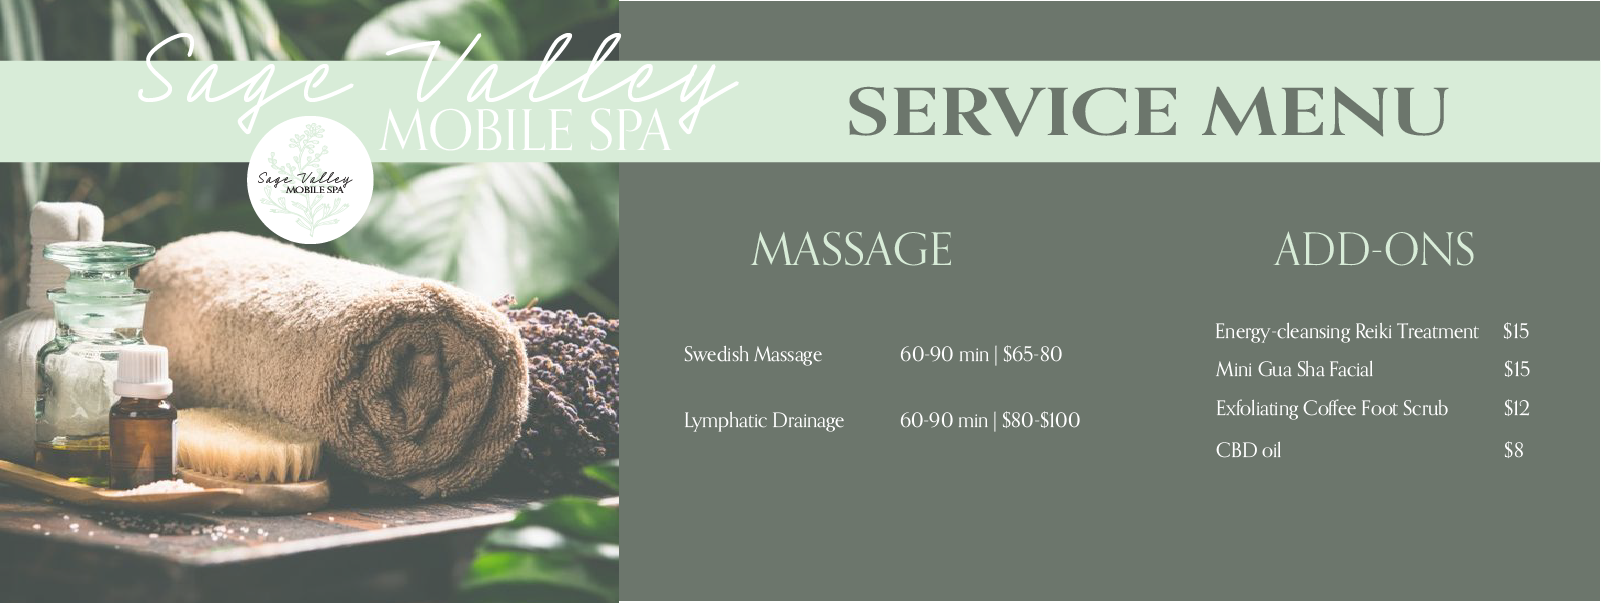 Sage Valley
MOBILE SPA
Sage Valley
MOBILE SPA
SERVICE MENU
MASSAGE
Swedish Massage 60-90 min | $65-80
Lymphatic Drainage 60-90 min | $80-$100
ADD-ONS
Energy-cleansing Reiki Treatment $15
Mini Gua Sha Facial $15
Exfoliating Coffee Foot Scrub $12
CBD oil $8